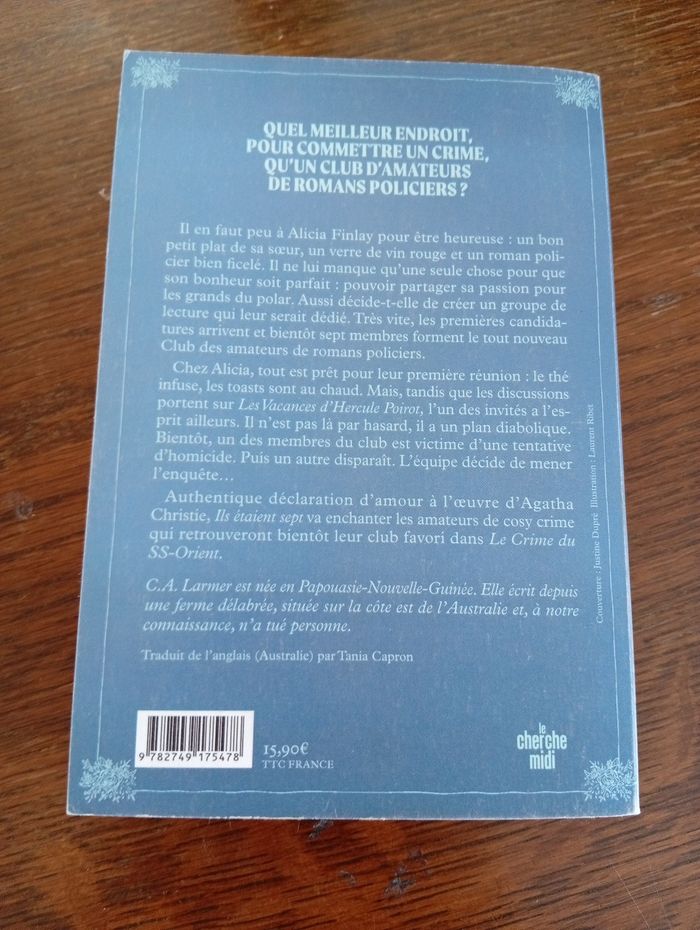 QUEL MEILLEUR ENDROIT,
POUR COMMETTRE UN CRIME,
QU'UN CLUB D'AMATEURS
DE ROMANS POLICIERS ?
Il en faut peu à Alicia Finlay pour être heureuse : un bon
petit plat de sa sœur, un verre de vin rouge et un roman poli-
cier bien ficelé. Il ne lui manque qu'une seule chose pour que
son bonheur soit parfait : pouvoir partager sa passion pour
les grands du polar. Aussi décide-t-elle de créer un groupe de
lecture qui leur serait dédié. Très vite, les premières candida-
tures arrivent et bientôt sept membres forment le tout nouveau
Club des amateurs de romans policiers.
Chez Alicia, tout est prêt pour leur première réunion : le thé
infuse, les toasts sont au chaud. Mais, tandis que les discussions
portent sur Les Vacances d'Hercule Poirot, l'un des invités a l'es-
prit ailleurs. Il n'est pas là par hasard, il a un plan diabolique.
Bientôt, un des membres du club est victime d'une tentative
d'homicide. Puis un autre disparaît. L'équipe décide de mener
l'enquête…
Authentique déclaration d'amour à l'œuvre d'Agatha
Christie, Ils étaient sept va enchanter les amateurs de cosy crime
qui retrouveront bientôt leur club favori dans Le Crime du
SS-Orient.
C.A. Larmer est née en Papouasie-Nouvelle-Guinée. Elle écrit depuis
une ferme délabrée, située sur la côte est de l'Australie et, à notre
connaissance, n'a tué personne.
Traduit de l'anglais (Australie) par Tania Capron
Couverture : Justine Dupré Illustration : Laurent Ribet
9 782749 175478
15,90€
TTC FRANCE
le
cherche
midi